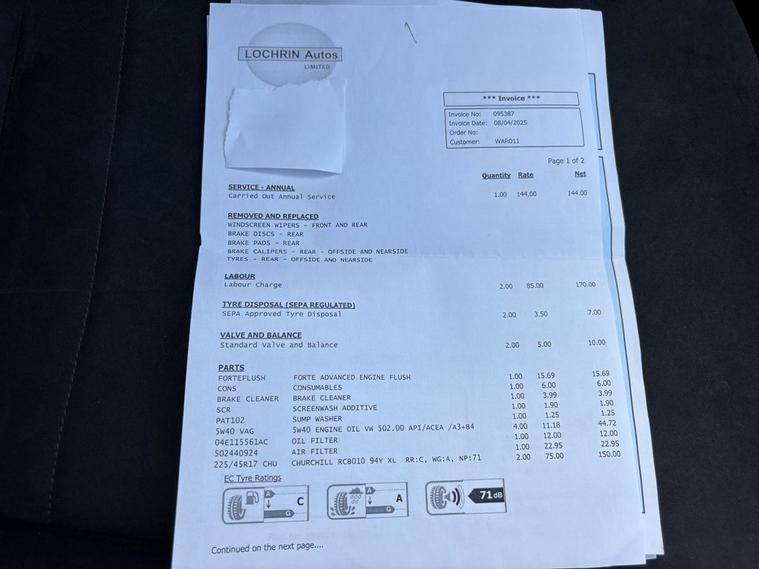 LOCHRIN Autos
LIMITED
*** Invoice ***
Invoice No: 095387
Invoice Date: 08/04/2025
Order No:
Customer: WAR011
Page 1 of 2
Quantity Rate Net
SERVICE - ANNUAL
Carried Out Annual Service 1.00 144.00 144.00
REMOVED AND REPLACED
WINDSCREEN WIPERS - FRONT AND REAR
BRAKE DISCS - REAR
BRAKE PADS - REAR
BRAKE CALIPERS - REAR - OFFSIDE AND NEARSIDE
TYRES - REAR - OFFSIDE AND NEARSIDE
LABOUR
Labour Charge 2.00 85.00 170.00
TYRE DISPOSAL (SEPA REGULATED)
SEPA Approved Tyre Disposal 2.00 3.50 7.00
VALVE AND BALANCE
Standard Valve and Balance 2.00 5.00 10.00
PARTS
FORTEFLUSH FORTE ADVANCED ENGINE FLUSH 1.00 15.69 15.69
CONS CONSUMABLES 1.00 6.00 6.00
BRAKE CLEANER BRAKE CLEANER 1.00 3.99 3.99
SCR SCREENWASH ADDITIVE 1.00 1.90 1.90
PAT102 SUMP WASHER 1.00 1.25 1.25
5W40 VAG 5W40 ENGINE OIL VW 502.00 API/ACEA /A3+B4 4.00 11.18 44.72
04E115561AC OIL FILTER 1.00 12.00 12.00
502440924 AIR FILTER 1.00 22.95 22.95
225/45R17 CHU CHURCHILL RCB010 94Y XL RR:C, WG:A, NP:71 2.00 75.00 150.00
EC Tyre Ratings
A G C
A G A
71 dB
Continued on the next page....